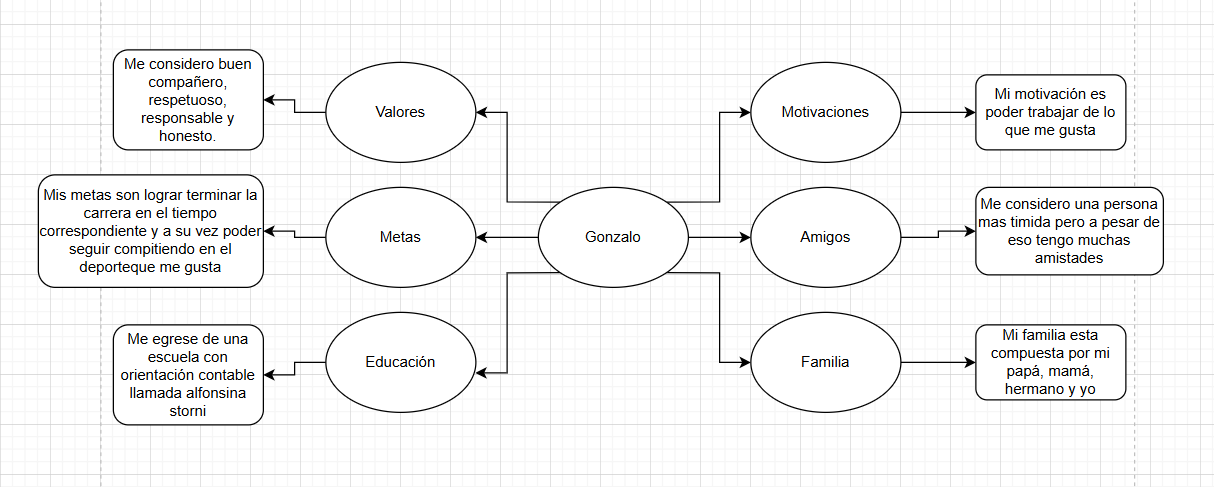 Me considero buen
compañero,
respetuoso,
responsable y
honesto.
Valores
Motivaciones
Mi motivación es
poder trabajar de lo
que me gusta
Mis metas son lograr terminar la
carrera en el tiempo
correspondiente y a su vez poder
seguir compitiendo en el
deporteque me gusta
Metas
Gonzalo
Amigos
Me considero una persona
mas timida pero a pesar de
eso tengo muchas
amistades
Me egrese de una
escuela con
orientación contable
llamada alfonsina
storni
Educación
Familia
Mi familia esta
compuesta por mi
papá, mamá,
hermano y yo